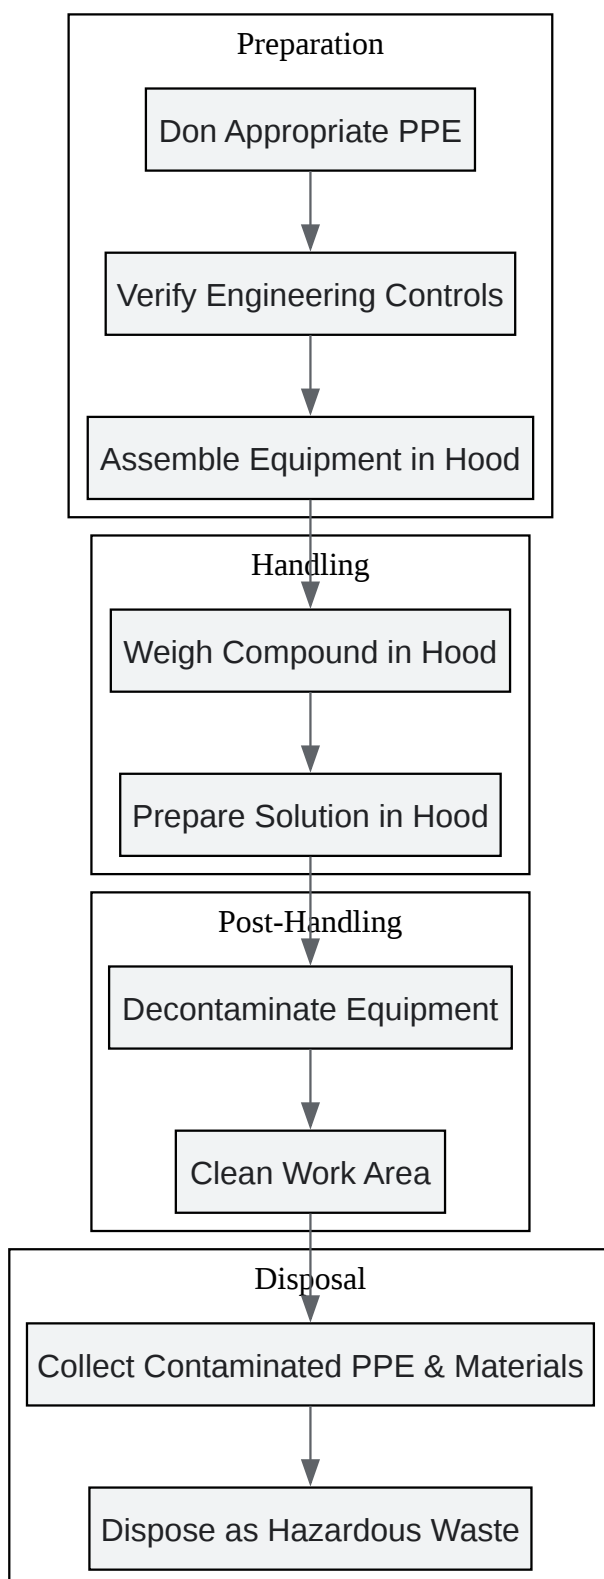 Preparation
Don Appropriate PPE
Verify Engineering Controls
Assemble Equipment in Hood
Handling
Weigh Compound in Hood
Prepare Solution in Hood
Post-Handling
Decontaminate Equipment
Clean Work Area
Disposal
Collect Contaminated PPE & Materials
Dispose as Hazardous Waste